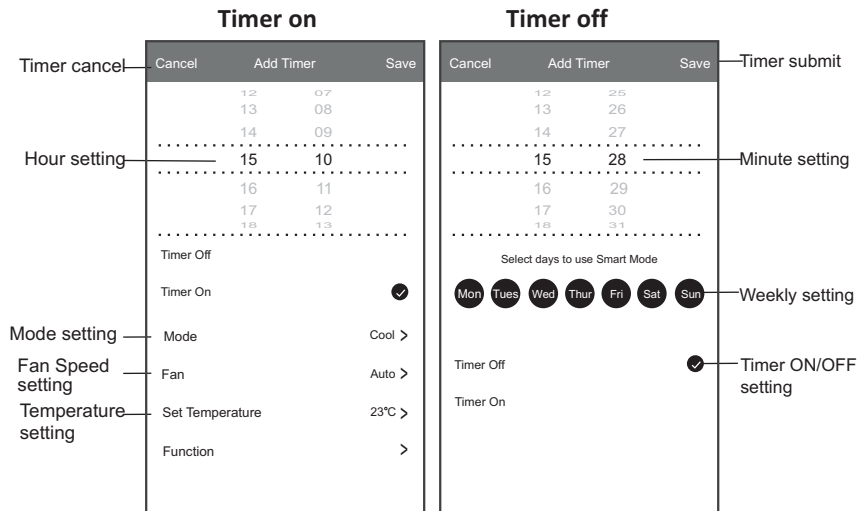 Timer on
Timer off
Timer cancel
Cancel Add Timer Save
Cancel Add Timer Save
Timer submit
12 07
13 08
14 09
15 10
16 11
17 12
18 13
12 25
13 26
14 27
15 28
16 29
17 30
18 31
Hour setting
Minute setting
Timer Off
Timer On
Mode setting
Mode Cool >
Fan Speed
setting
Fan Auto >
Temperature
setting
Set Temperature 23°C >
Function >
Select days to use Smart Mode
Mon Tues Wed Thur Fri Sat Sun
Weekly setting
Timer Off
Timer On
Timer ON/OFF
setting